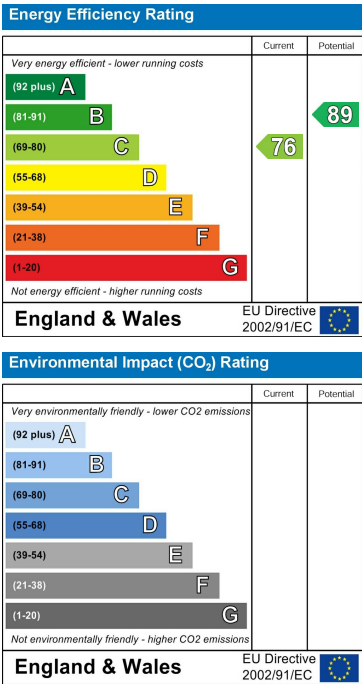 Energy Efficiency Rating
Current Potential
Very energy efficient - lower running costs
(92 plus) A
(81-91) B 89
(69-80) C 76
(55-68) D
(39-54) E
(21-38) F
(1-20) G
Not energy efficient - higher running costs
England & Wales EU Directive
2002/91/EC
Environmental Impact (CO₂) Rating
Current Potential
Very environmentally friendly - lower CO2 emissions
(92 plus) A
(81-91) B
(69-80) C
(55-68) D
(39-54) E
(21-38) F
(1-20) G
Not environmentally friendly - higher CO2 emissions
England & Wales EU Directive
2002/91/EC